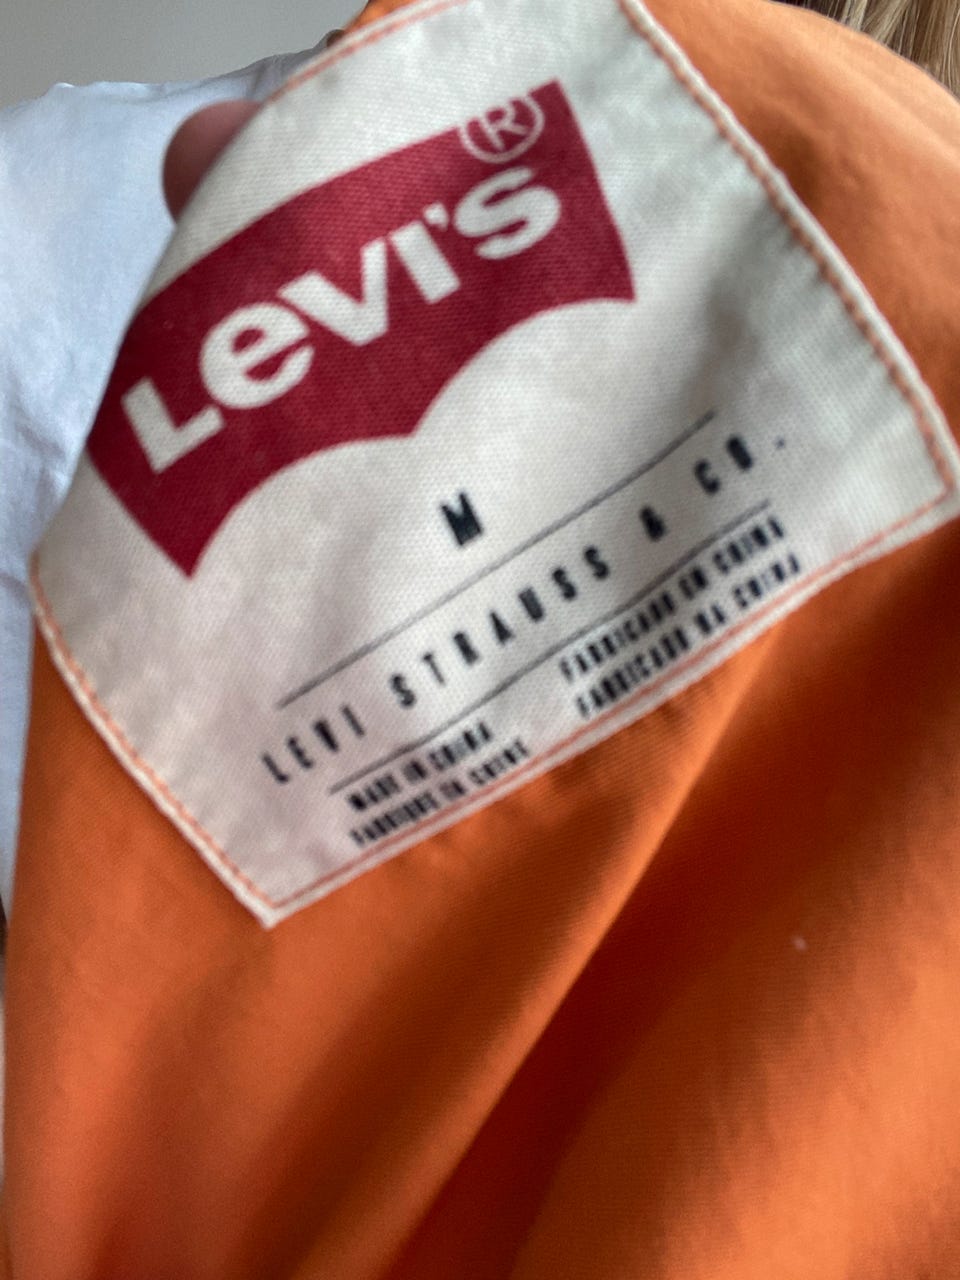 Levi's®
M
LEVI STRAUSS & CO.
MADE IN CHINA
FABRIQUÉ EN CHINE
FABRICADO EN CHINA
FABRICADO NA CHINA